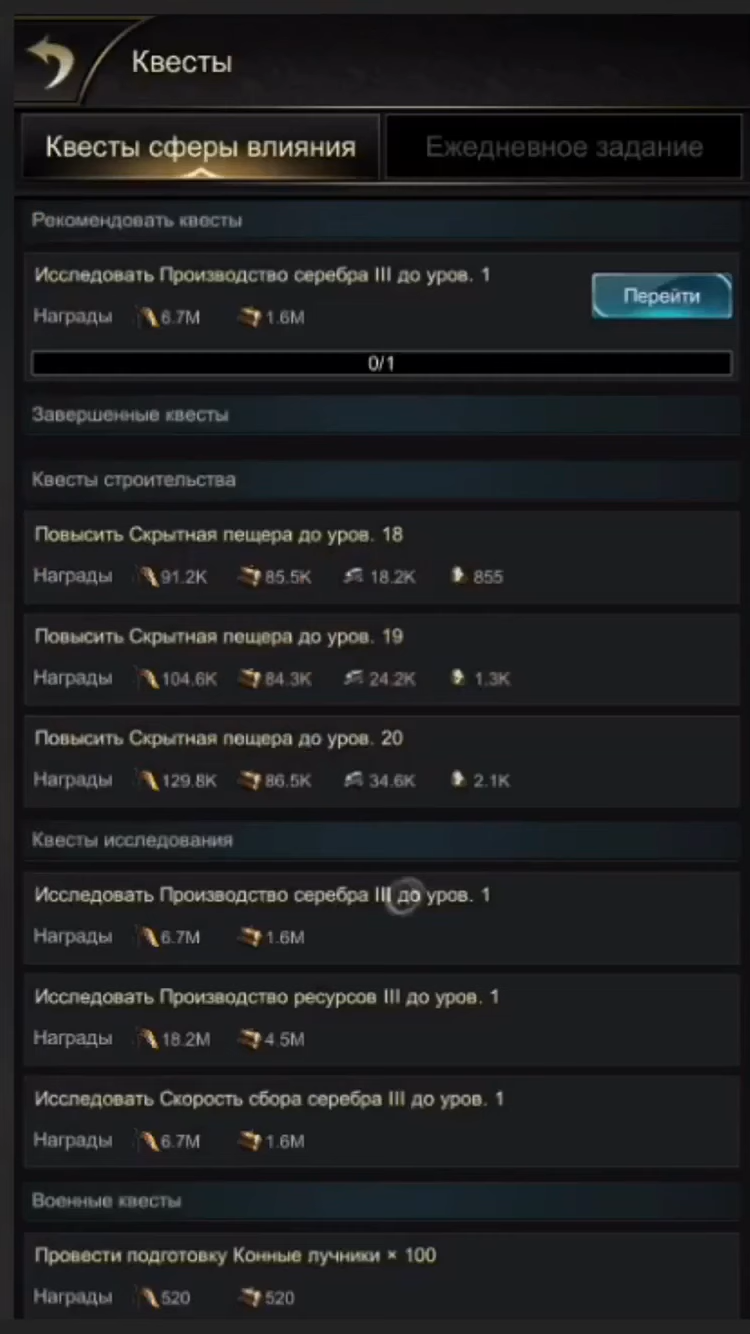 Квесты
Квесты сферы влияния Ежедневное задание
Рекомендовать квесты
Исследовать Производство серебра III до уров. 1
Перейти
Награды 6.7M 1.6M
0/1
Завершенные квесты
Квесты строительства
Повысить Скрытная пещера до уров. 18
Награды 91.2K 85.5K 18.2K 855
Повысить Скрытная пещера до уров. 19
Награды 104.6K 84.3K 24.2K 1.3K
Повысить Скрытная пещера до уров. 20
Награды 129.8K 86.5K 34.6K 2.1K
Квесты исследования
Исследовать Производство серебра III до уров. 1
Награды 6.7M 1.6M
Исследовать Производство ресурсов III до уров. 1
Награды 18.2M 4.5M
Исследовать Скорость сбора серебра III до уров. 1
Награды 6.7M 1.6M
Военные квесты
Провести подготовку Конные лучники × 100
Награды 520 520